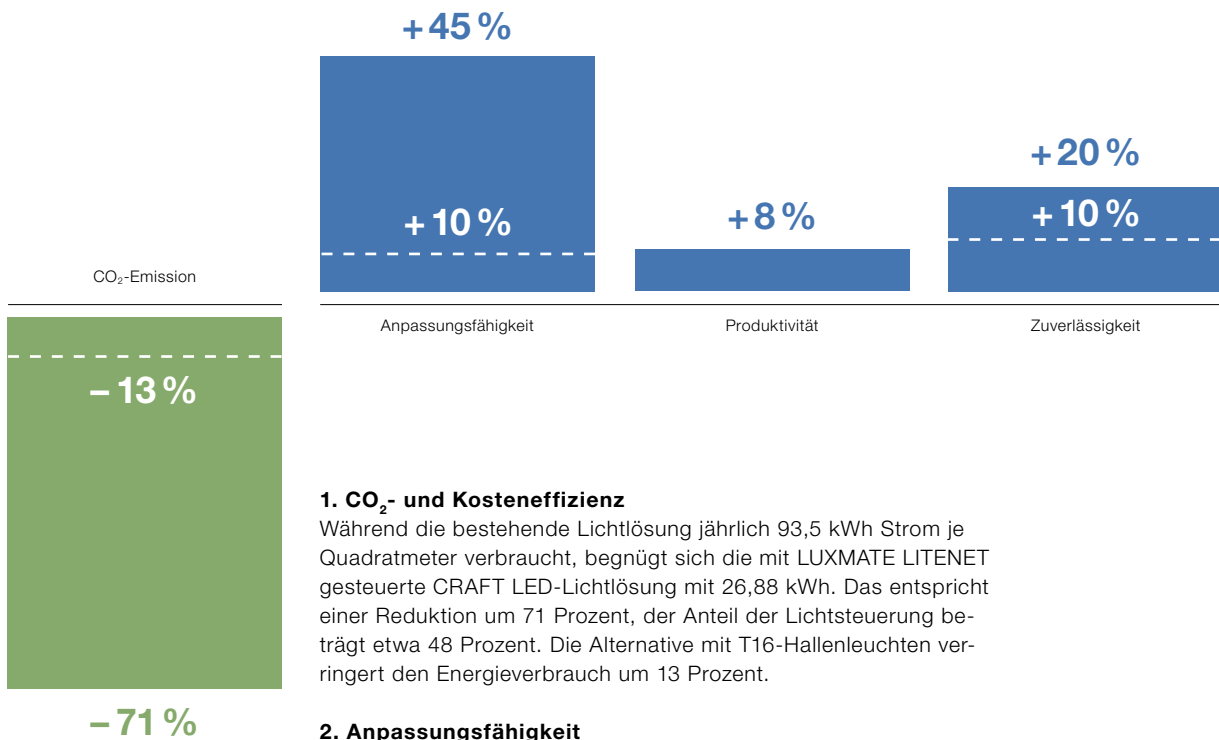 +45 %
+10 %
+8 %
+20 %
+10 %
CO₂-Emission
Anpassungsfähigkeit
Produktivität
Zuverlässigkeit
– 13 %
– 71 %
1. CO₂- und Kosteneffizienz
Während die bestehende Lichtlösung jährlich 93,5 kWh Strom je
Quadratmeter verbraucht, begnügt sich die mit LUXMATE LITENET
gesteuerte CRAFT LED-Lichtlösung mit 26,88 kWh. Das entspricht
einer Reduktion um 71 Prozent, der Anteil der Lichtsteuerung be-
trägt etwa 48 Prozent. Die Alternative mit T16-Hallenleuchten ver-
ringert den Energieverbrauch um 13 Prozent.
2. Anpassungsfähigkeit